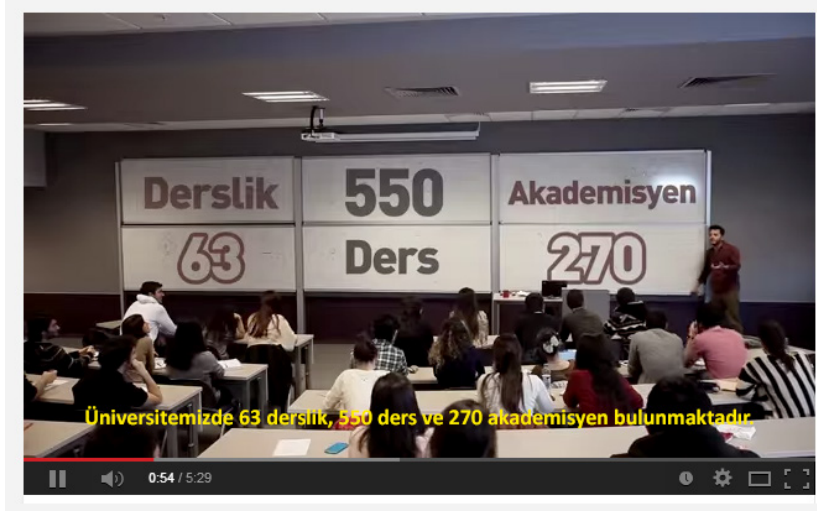 Derslik 550 Akademisyen
63 Ders 270
Üniversitemizde 63 derslik, 550 ders ve 270 akademisyen bulunmaktadır.
0:54 / 5:29